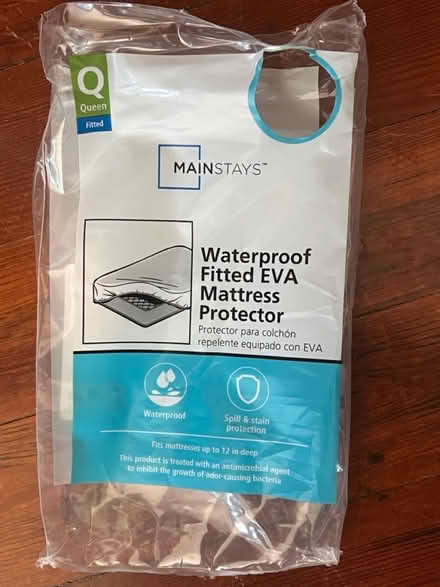 Q
Queen
Fitted
MAINSTAYS™
Waterproof
Fitted EVA
Mattress
Protector
Protector para colchón
repelente equipado con EVA
Waterproof
Spill & stain
protection
Fits mattresses up to 12 in deep
This product is treated with an antimicrobial agent
to inhibit the growth of odor-causing bacteria